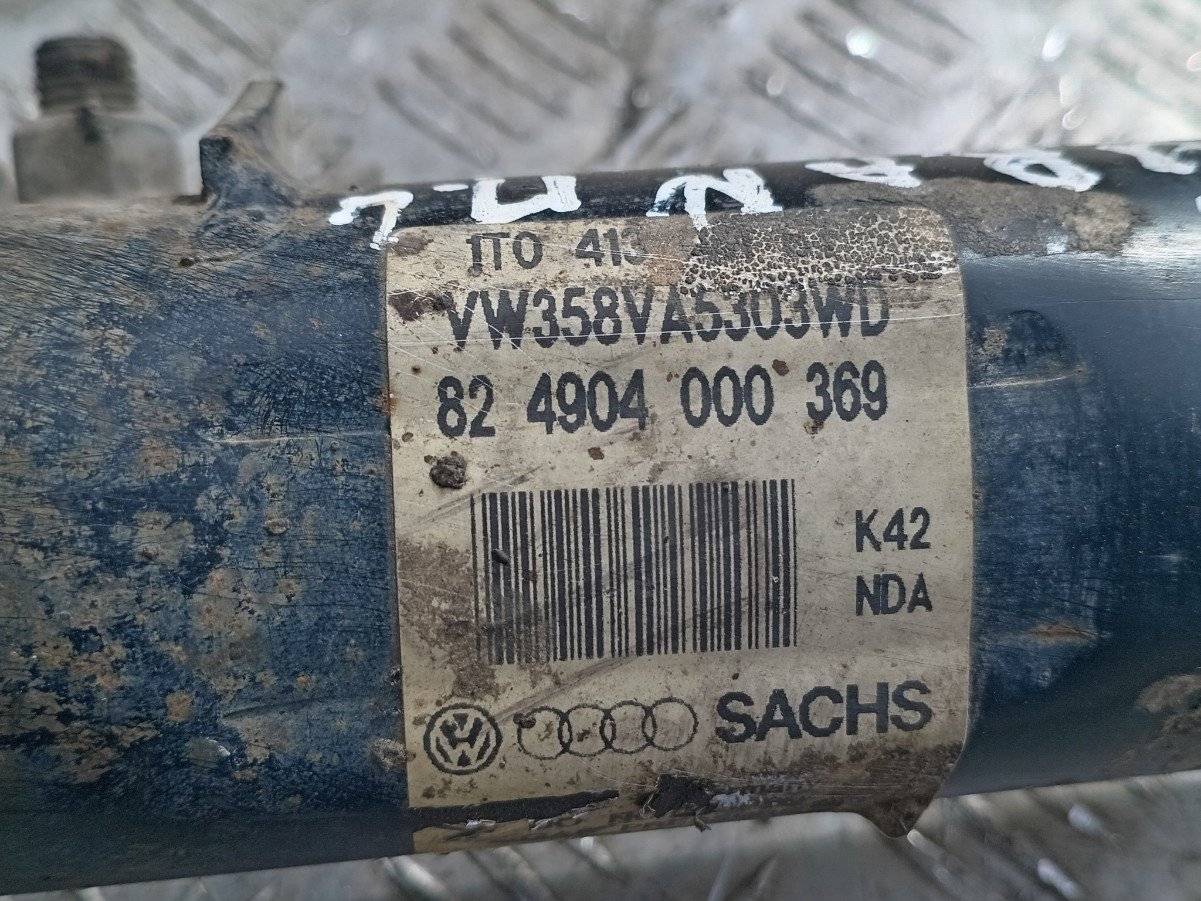 1T0 413
VW358VA5303WD
82 4904 000 369
K42
NDA
SACHS